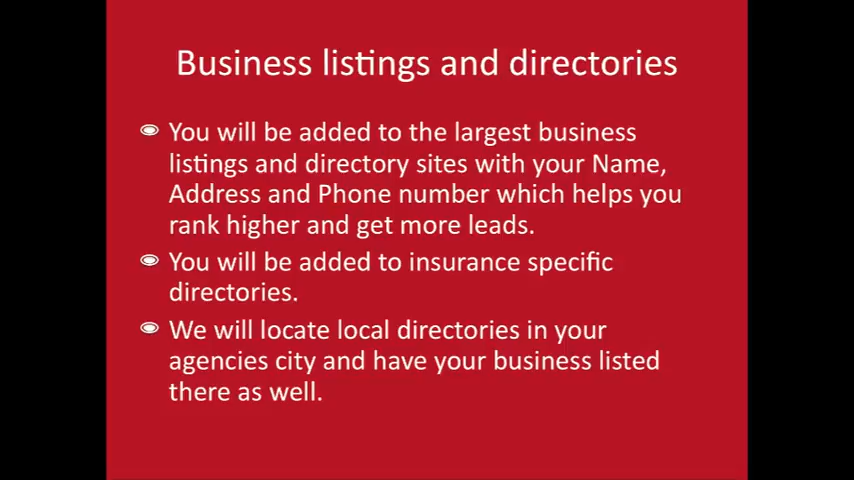 Business listings and directories
You will be added to the largest business
listings and directory sites with your Name,
Address and Phone number which helps you
rank higher and get more leads.
You will be added to insurance specific
directories.
We will locate local directories in your
agencies city and have your business listed
there as well.